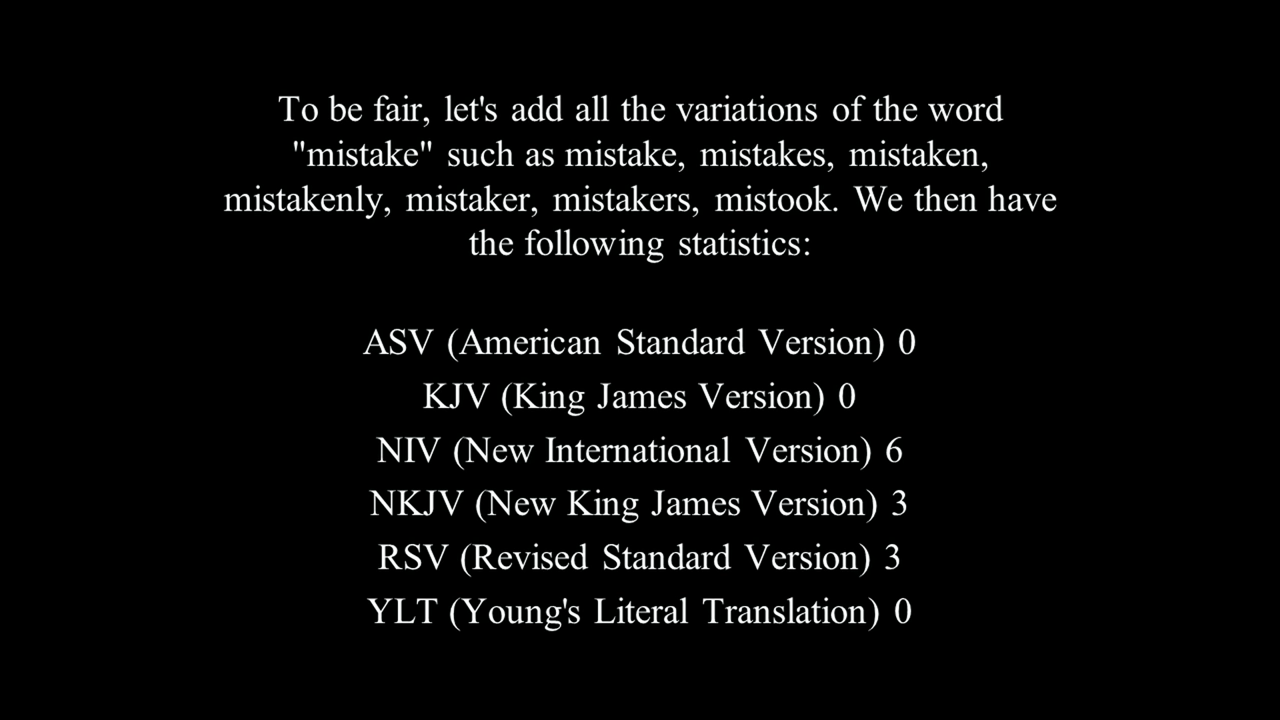 To be fair, let's add all the variations of the word
"mistake" such as mistake, mistakes, mistaken,
mistakenly, mistaker, mistakers, mistook. We then have
the following statistics:
ASV (American Standard Version) 0
KJV (King James Version) 0
NIV (New International Version) 6
NKJV (New King James Version) 3
RSV (Revised Standard Version) 3
YLT (Young's Literal Translation) 0